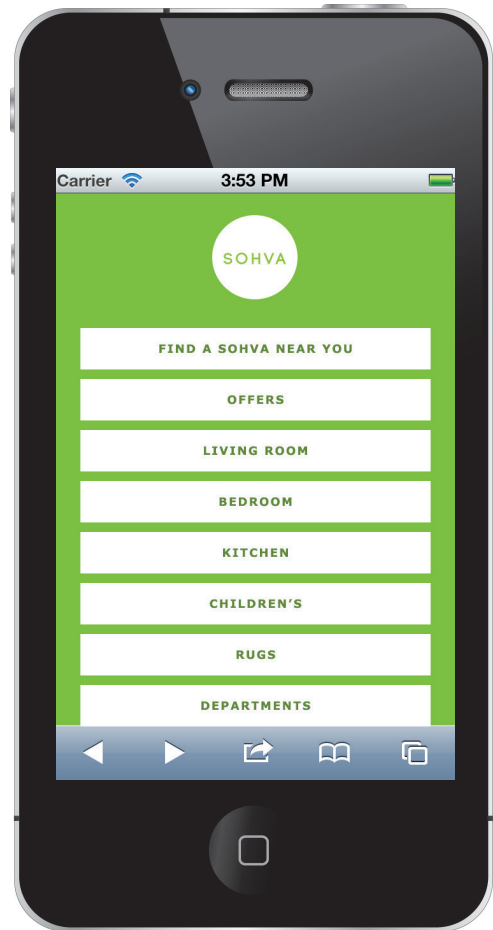 Carrier 3:53 PM
SOHVA
FIND A SOHVA NEAR YOU
OFFERS
LIVING ROOM
BEDROOM
KITCHEN
CHILDREN’S
RUGS
DEPARTMENTS